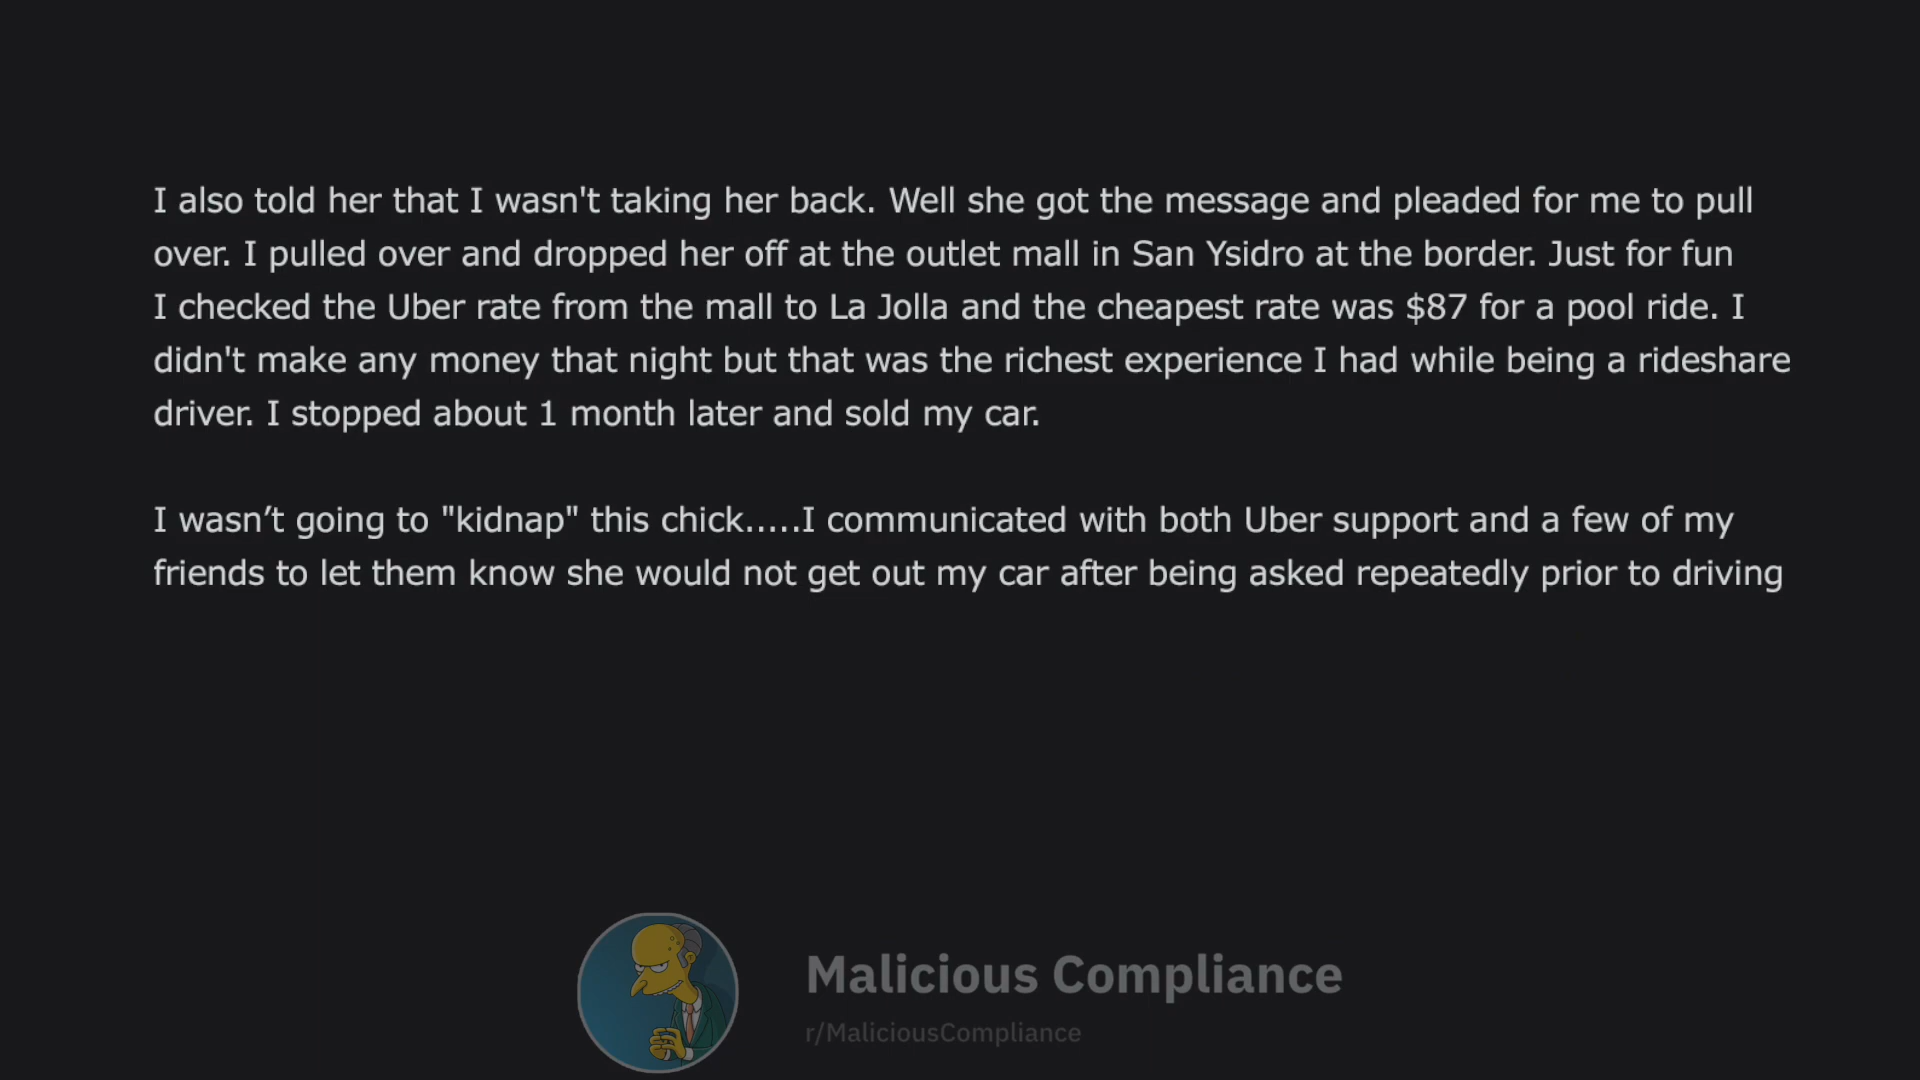 I also told her that I wasn't taking her back. Well she got the message and pleaded for me to pull
over. I pulled over and dropped her off at the outlet mall in San Ysidro at the border. Just for fun
I checked the Uber rate from the mall to La Jolla and the cheapest rate was $87 for a pool ride. I
didn't make any money that night but that was the richest experience I had while being a rideshare
driver. I stopped about 1 month later and sold my car.
I wasn’t going to "kidnap" this chick.....I communicated with both Uber support and a few of my
friends to let them know she would not get out my car after being asked repeatedly prior to driving
Malicious Compliance
r/MaliciousCompliance